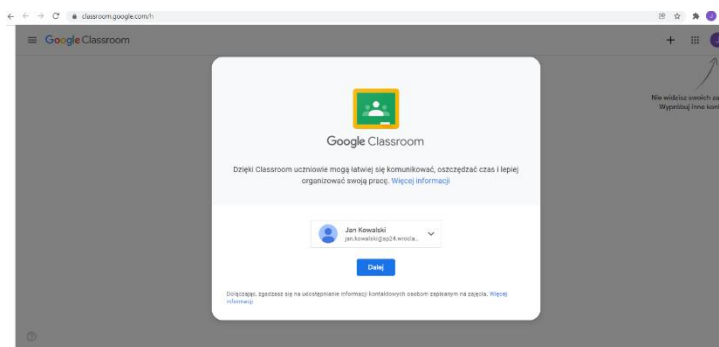 classroom.google.com/h
Google Classroom
Nie widzisz swoich za
Wypróbuj inne kont
Google Classroom
Dzięki Classroom uczniowie mogą łatwiej się komunikować, oszczędzać czas i lepiej
organizować swoją pracę. Więcej informacji
Jan Kowalski
jan.kowalski@sp24.wrocla...
Dalej
Dołączając, zgadzasz się na udostępnienie informacji kontaktowych osobom zapisanym na zajęcia. Więcej
informacji